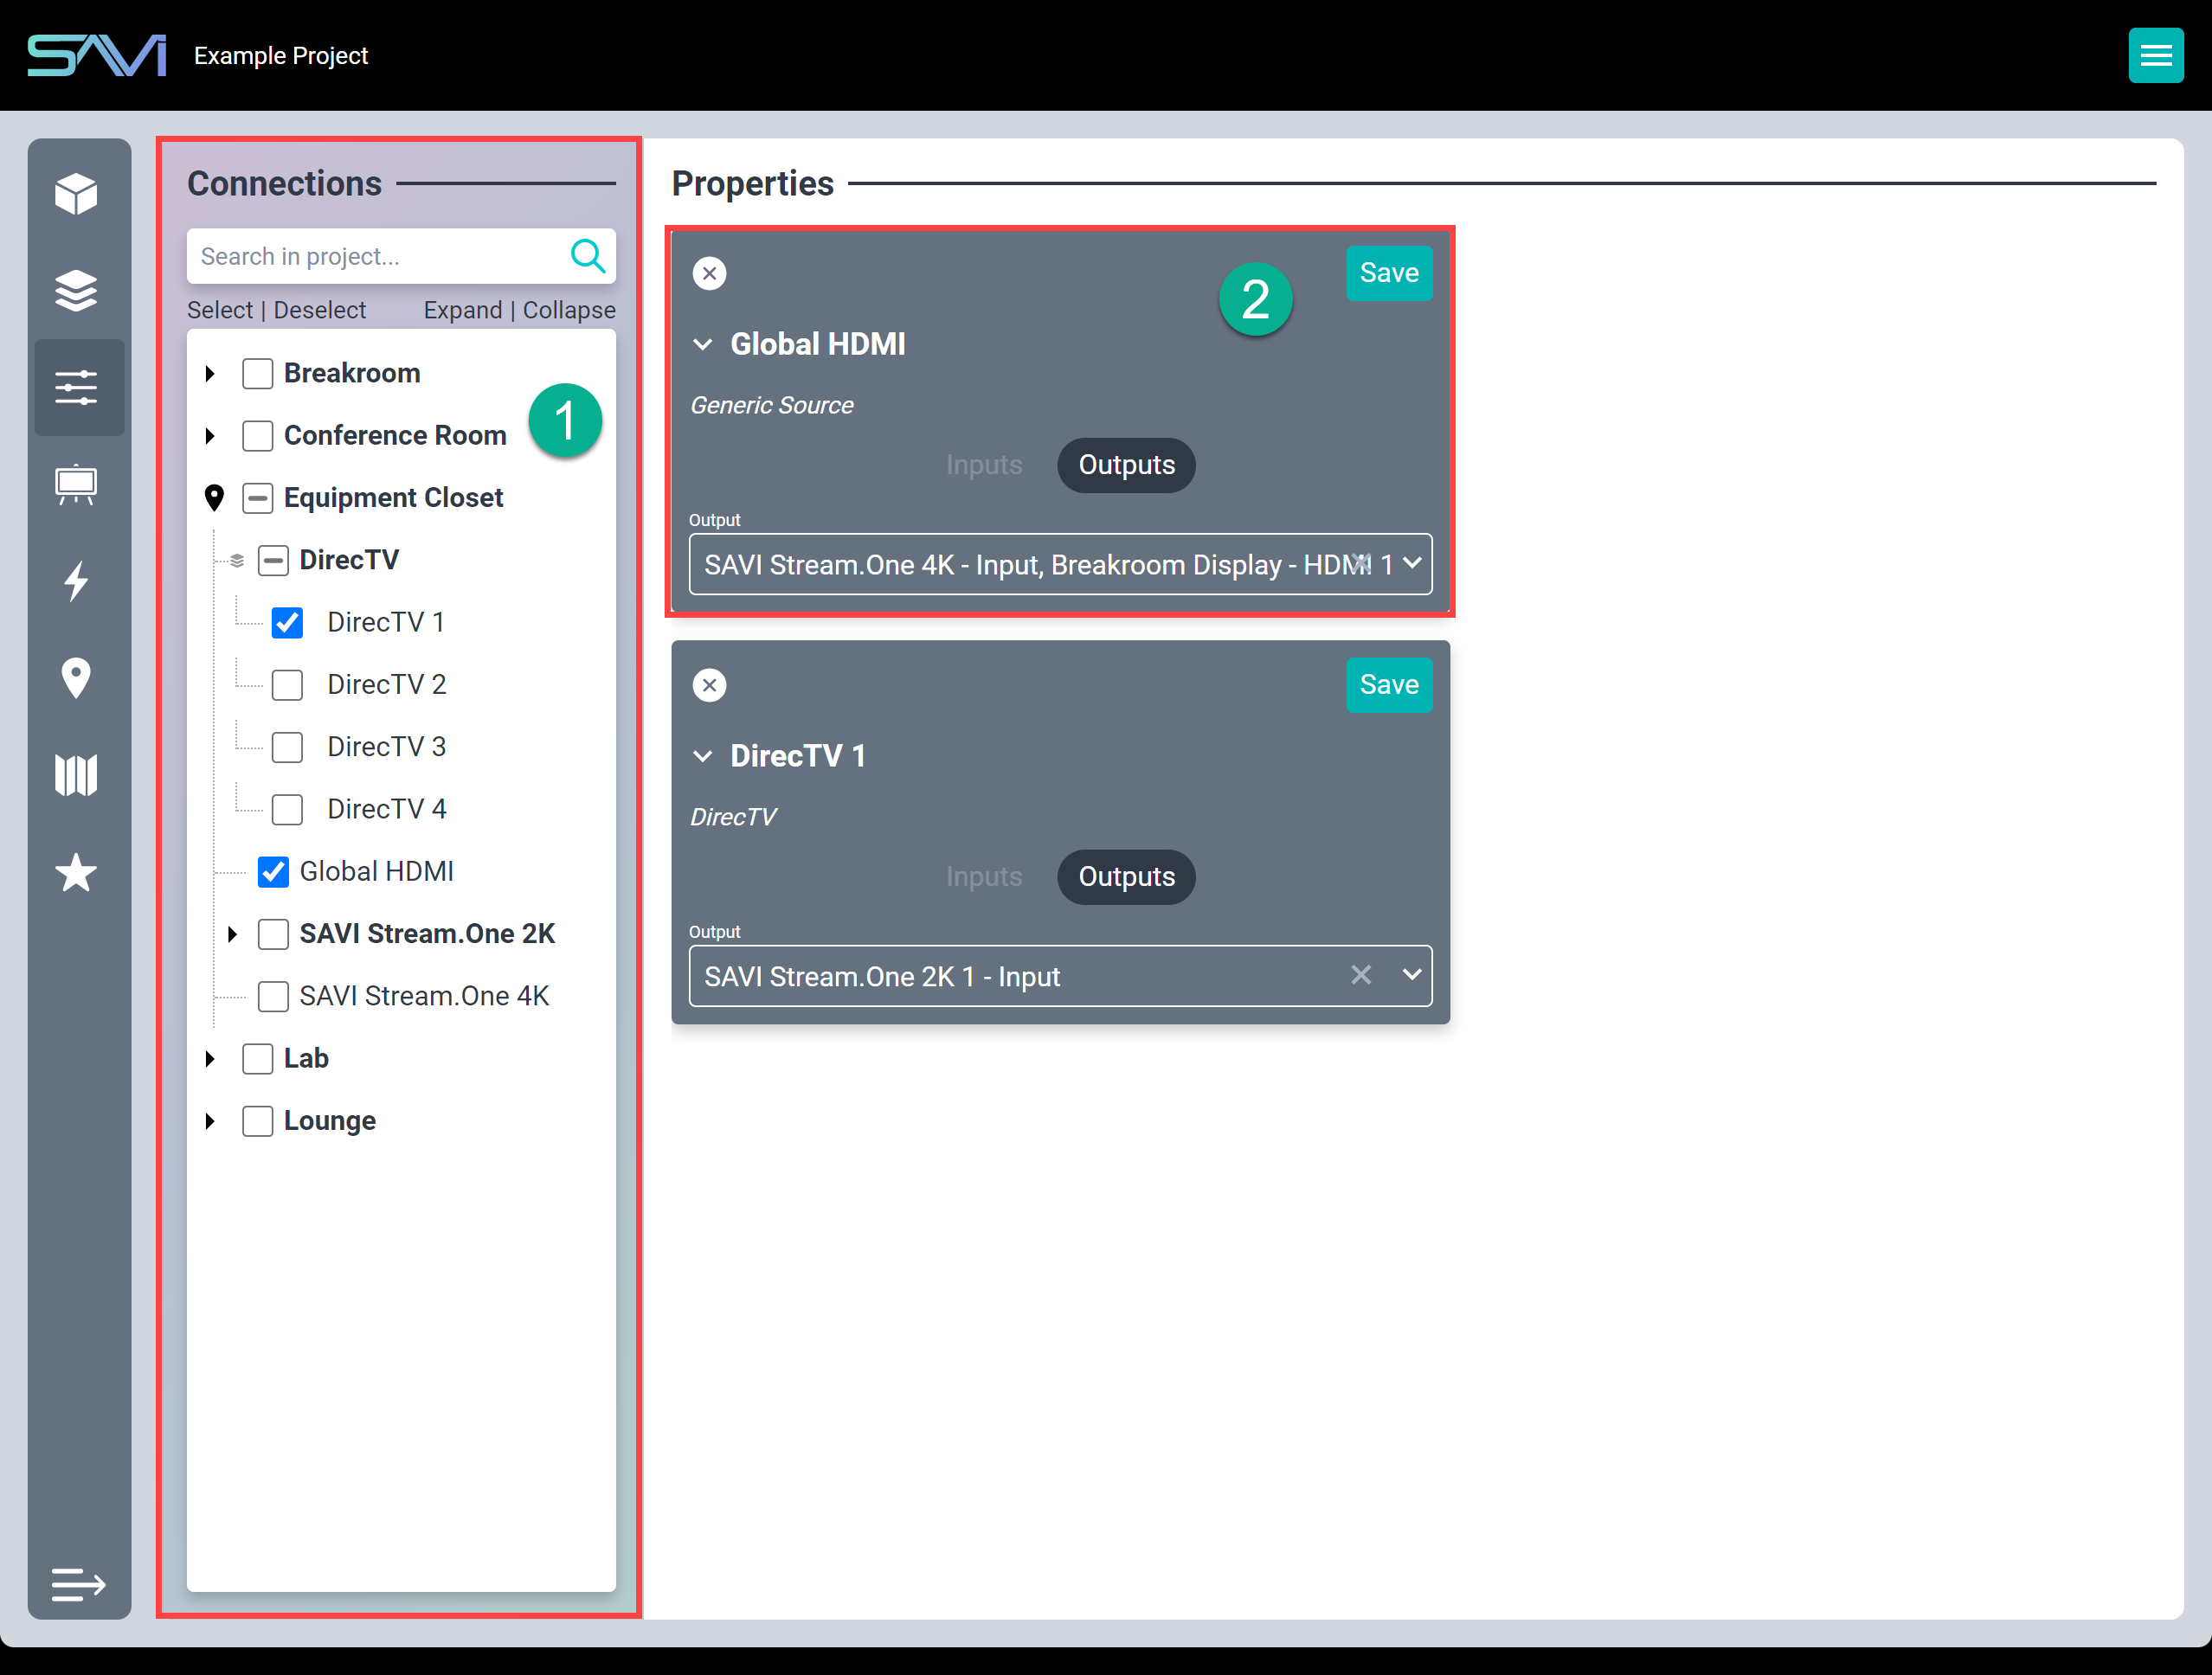 SAVI Example Project
Connections
Search in project...
Select | Deselect Expand | Collapse
Breakroom
1
Conference Room
Equipment Closet
DirecTV
DirecTV 1
DirecTV 2
DirecTV 3
DirecTV 4
Global HDMI
SAVI Stream.One 2K
SAVI Stream.One 4K
Lab
Lounge
Properties
Save
2
Global HDMI
Generic Source
Inputs Outputs
Output
SAVI Stream.One 4K - Input, Breakroom Display - HDMI 1
Save
DirecTV 1
DirecTV
Inputs Outputs
Output
SAVI Stream.One 2K 1 - Input